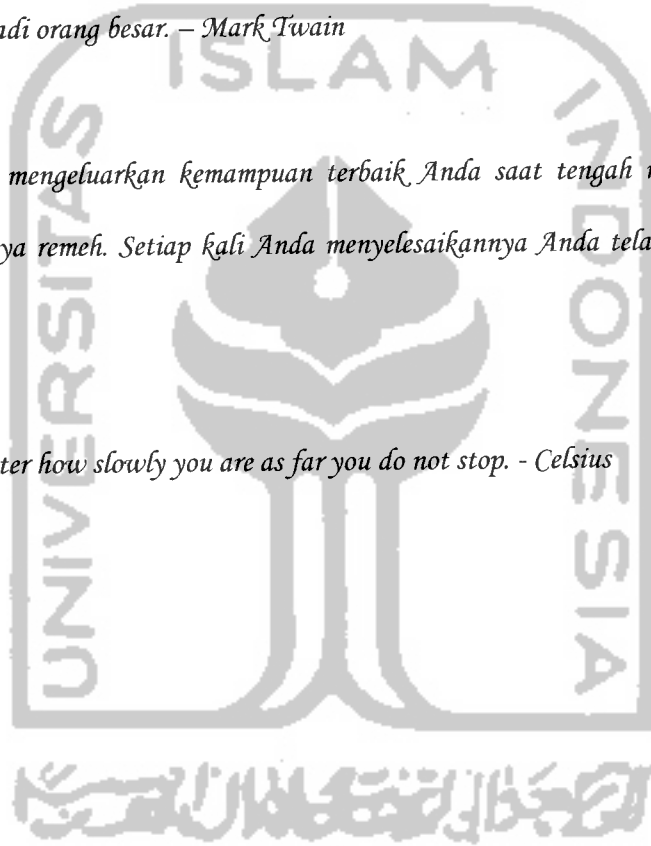 adi orang besar. – Mark Twain
ISLAM
UNIVERSITAS
INDONESIA
mengeluarkan kemampuan terbaik Anda saat tengah
ya remeh. Setiap kali Anda menyelesaikannya Anda tela
ter how slowly you are as far you do not stop. - Celsius